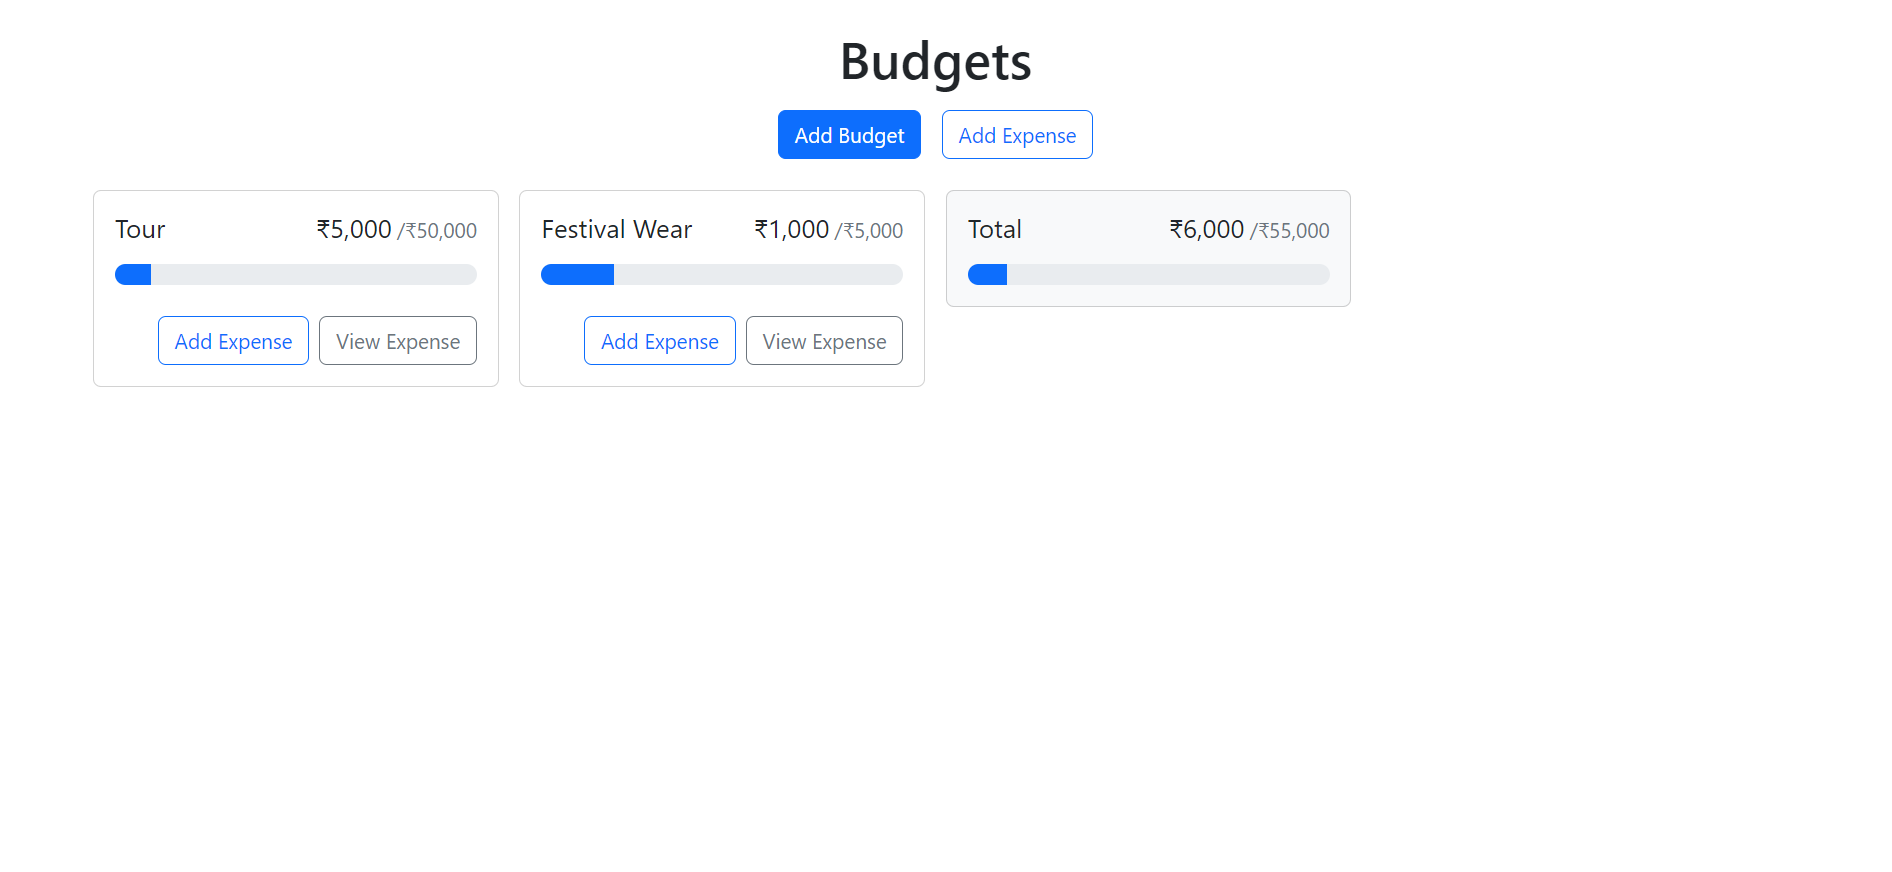 Budgets
Add Budget Add Expense
Tour ₹5,000 /₹50,000
Add Expense View Expense
Festival Wear ₹1,000 /₹5,000
Add Expense View Expense
Total ₹6,000 /₹55,000